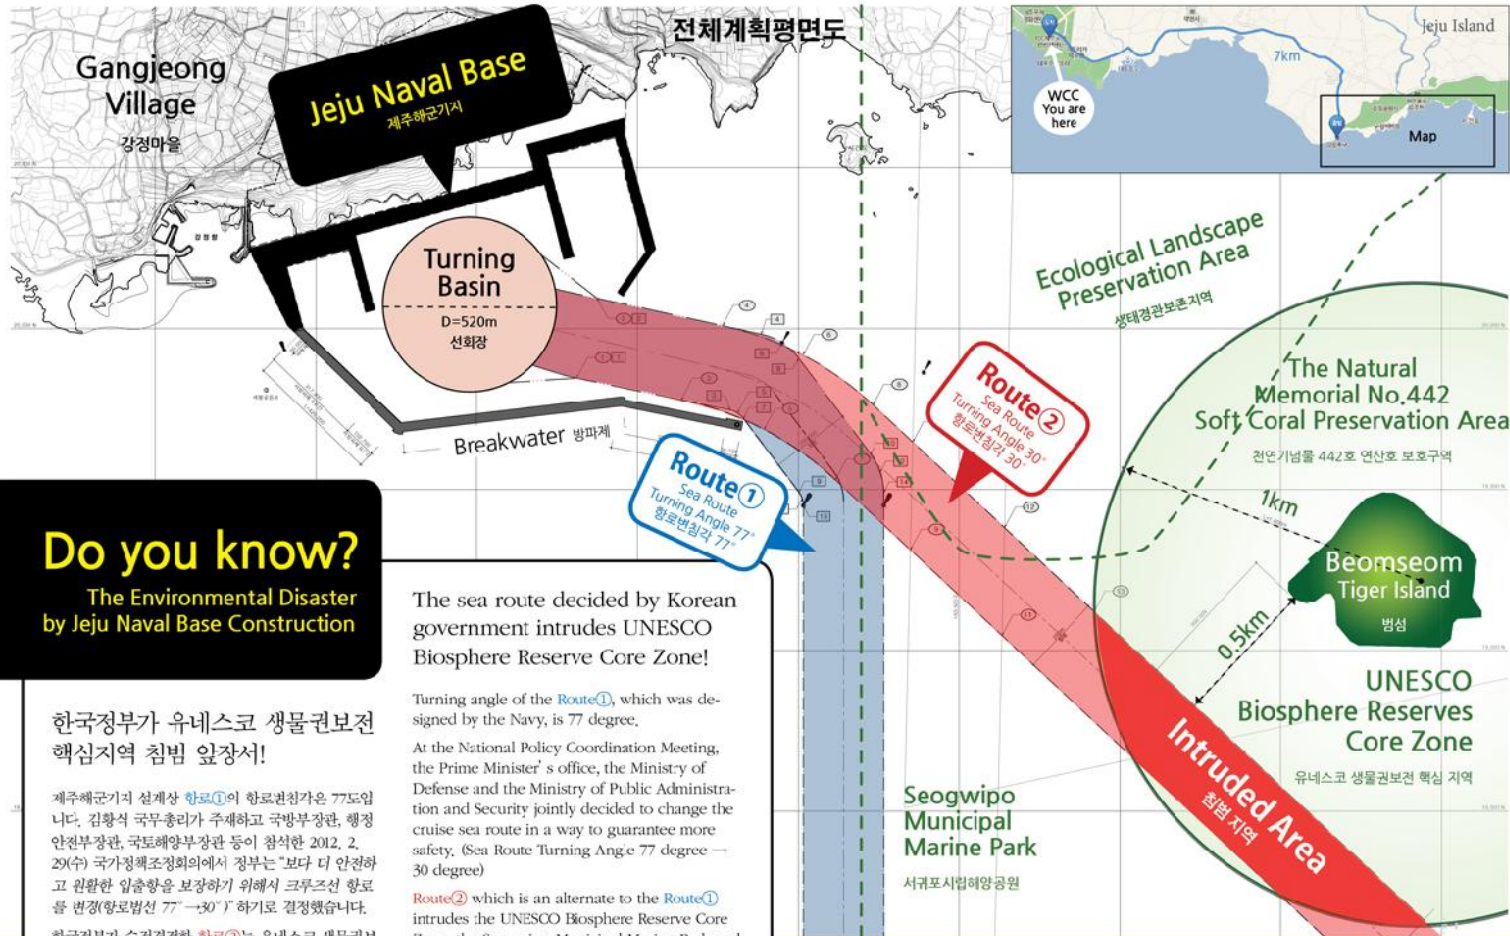 전체계획평면도
Gangjeong
Village
강정마을
Jeju Naval Base
제주해군기지
Jeju Island
7km
WCC
You are
here
Map
강정항
Turning
Basin
D=520m
선회장
Breakwater 방파제
Ecological Landscape
Preservation Area
생태경관보존지역
Route②
Sea Route
Turning Angle 30°
항로변침각 30°
Route①
Sea Route
Turning Angle 77°
항로변침각 77°
The Natural
Memorial No.442
Soft Coral Preservation Area
천연기념물 442호 연산호 보호구역
1km
Beomseom
Tiger Island
범섬
0.5km
UNESCO
Biosphere Reserves
Core Zone
유네스코 생물권보전 핵심 지역
Intruded Area
침범 지역
Seogwipo
Municipal
Marine Park
서귀포시립해양공원
Do you know?
The Environmental Disaster
by Jeju Naval Base Construction
한국정부가 유네스코 생물권보전
핵심지역 침범 앞장서!
제주해군기지 설계상 항로①의 항로변침각은 77도입
니다. 김황식 국무총리가 주재하고 국방부장관, 행정
안전부장관, 국토해양부장관 등이 참석한 2012. 2.
29(수) 국가정책조정회의에서 정부는 "보다 더 안전하
고 원활한 입출항을 보장하기 위해서 크루즈선 항로
를 변경(항로법선 77°→30°)" 하기로 결정했습니다.
The sea route decided by Korean
government intrudes UNESCO
Biosphere Reserve Core Zone!
Turning angle of the Route①, which was de-
signed by the Navy, is 77 degree.
At the National Policy Coordination Meeting,
the Prime Minister's office, the Ministry of
Defense and the Ministry of Public Administra-
tion and Security jointly decided to change the
cruise sea route in a way to guarantee more
safety. (Sea Route Turning Angle 77 degree →
30 degree)
Route② which is an alternate to the Route①
intrudes the UNESCO Biosphere Reserve Core